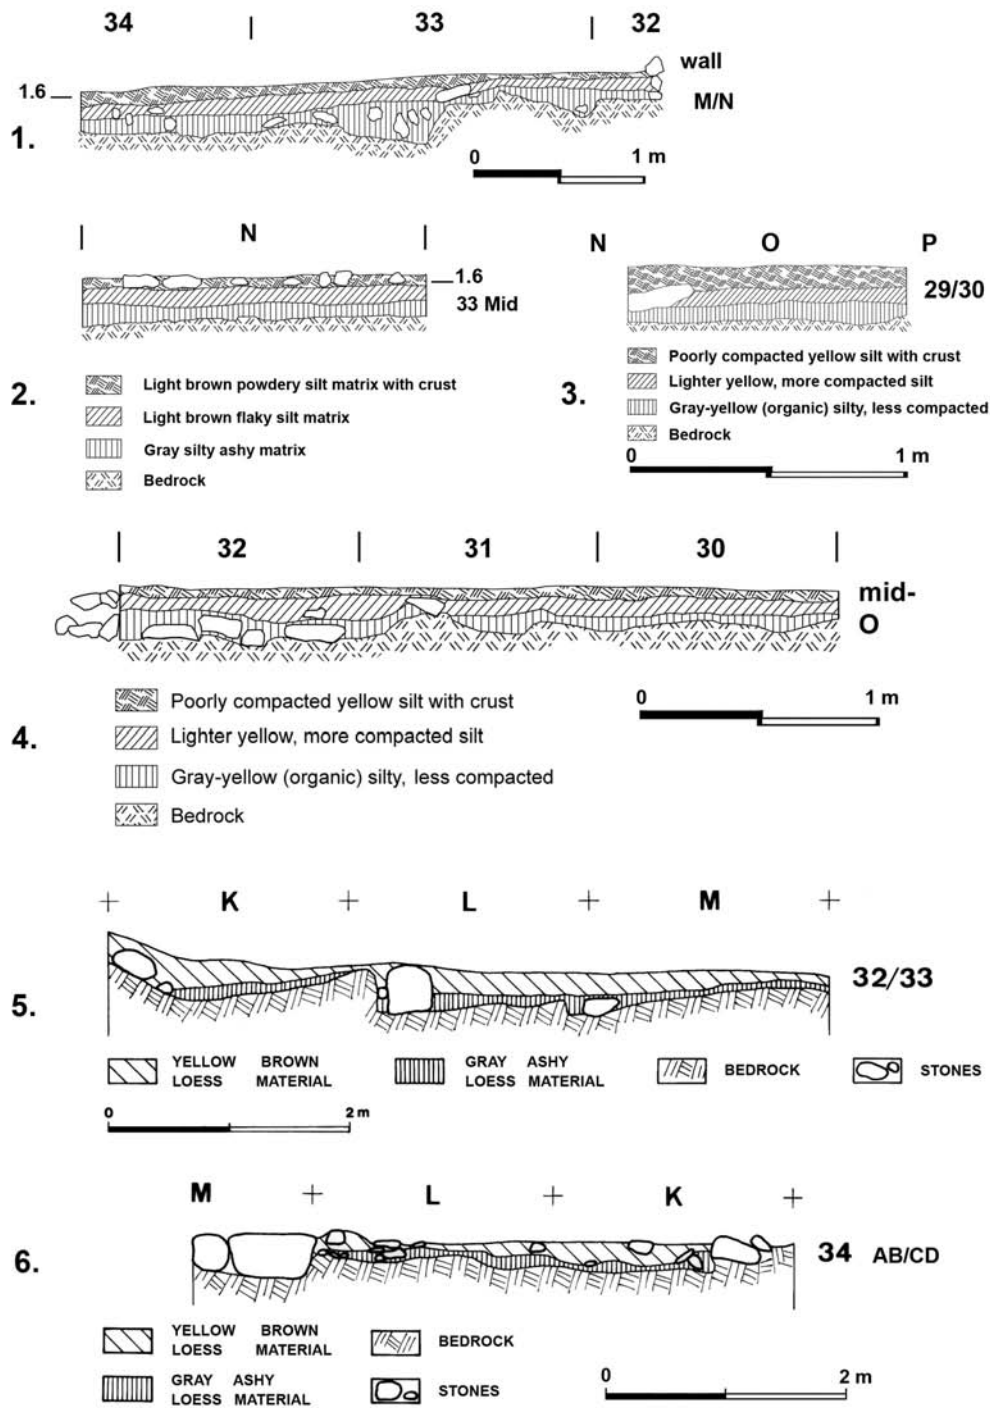 34 | 33 | 32
wall
1.6
M/N
1.
0 1 m
| N |
N O P
1.6
33 Mid
29/30
2.
Light brown powdery silt matrix with crust
Light brown flaky silt matrix
Gray silty ashy matrix
Bedrock
3.
Poorly compacted yellow silt with crust
Lighter yellow, more compacted silt
Gray-yellow (organic) silty, less compacted
Bedrock
0 1 m
| 32 | 31 | 30 |
mid-
O
0 1 m
4.
Poorly compacted yellow silt with crust
Lighter yellow, more compacted silt
Gray-yellow (organic) silty, less compacted
Bedrock
+ K + L + M +
32/33
5.
YELLOW BROWN
LOESS MATERIAL
GRAY ASHY
LOESS MATERIAL
BEDROCK
STONES
0 2 m
M + L + K +
6.
34 AB/CD
YELLOW BROWN
LOESS MATERIAL
BEDROCK
GRAY ASHY
LOESS MATERIAL
STONES
0 2 m